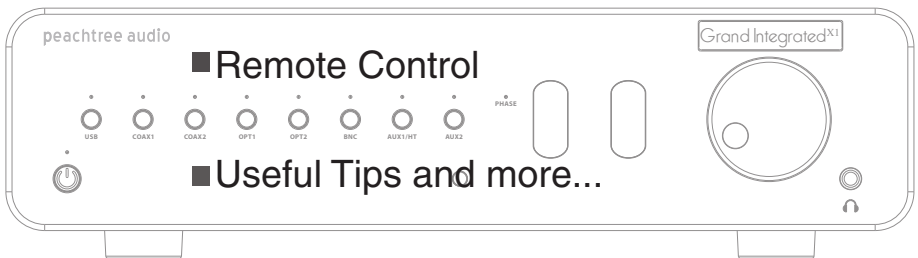 peachtree audio
Grand Integrated X1
Remote Control
PHASE
USB COAX1 COAX2 OPT1 OPT2 BNC AUX1/HT AUX2
Useful Tips and more...